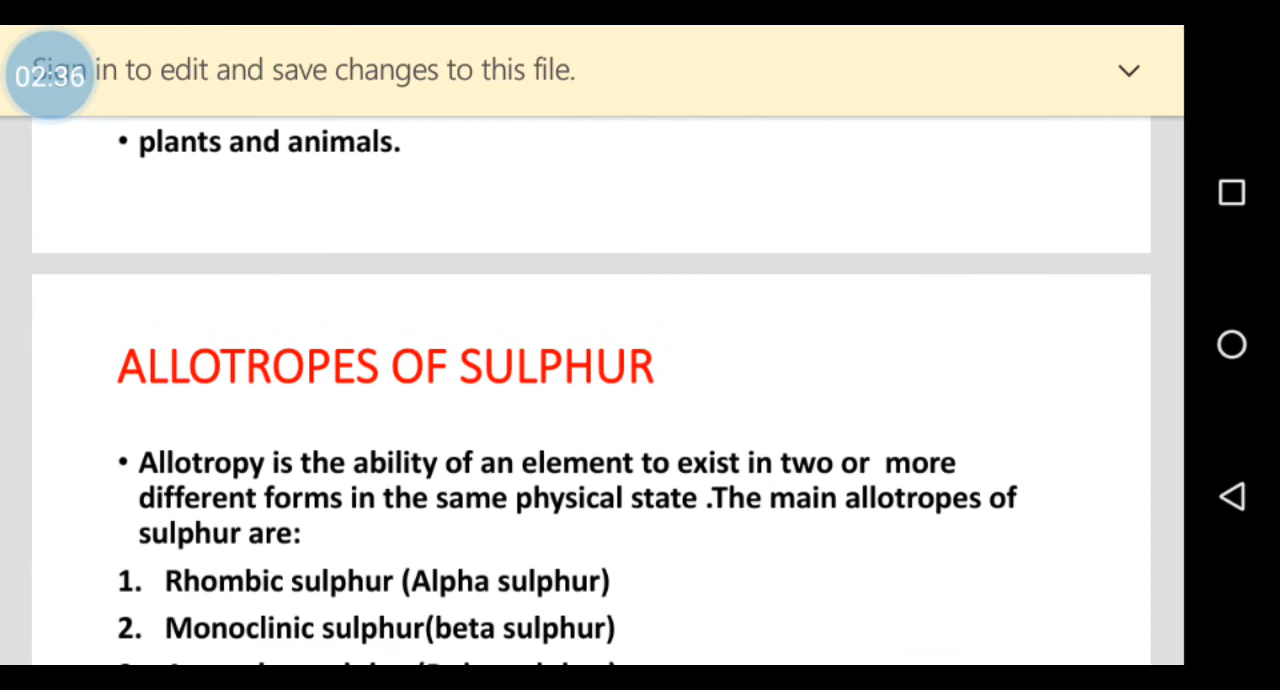 Sign in to edit and save changes to this file.
02:36
• plants and animals.
ALLOTROPES OF SULPHUR
• Allotropy is the ability of an element to exist in two or more
different forms in the same physical state .The main allotropes of
sulphur are:
1. Rhombic sulphur (Alpha sulphur)
2. Monoclinic sulphur(beta sulphur)